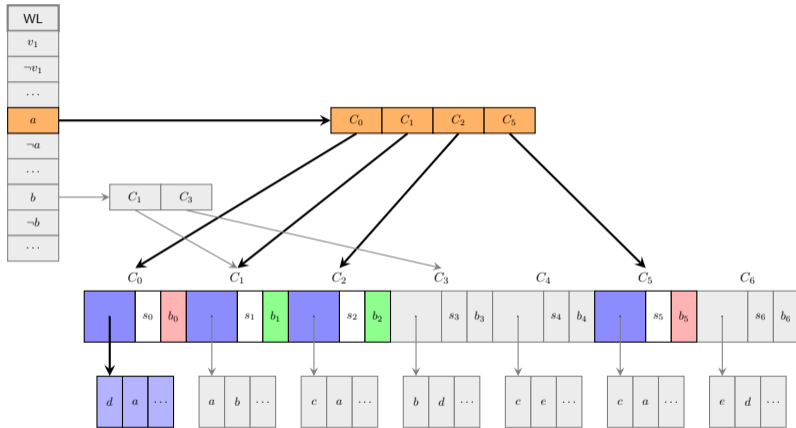 WL
v₁
¬v₁
...
a
C₀ C₁ C₂ C₅
¬a
...
b
C₁ C₃
¬b
...
C₀ C₁ C₂ C₃ C₄ C₅ C₆
s₀ b₀ s₁ b₁ s₂ b₂ s₃ b₃ s₄ b₄ s₅ b₅ s₆ b₆
d a ... a b ... c a ... b d ... c e ... c a ... e d ...